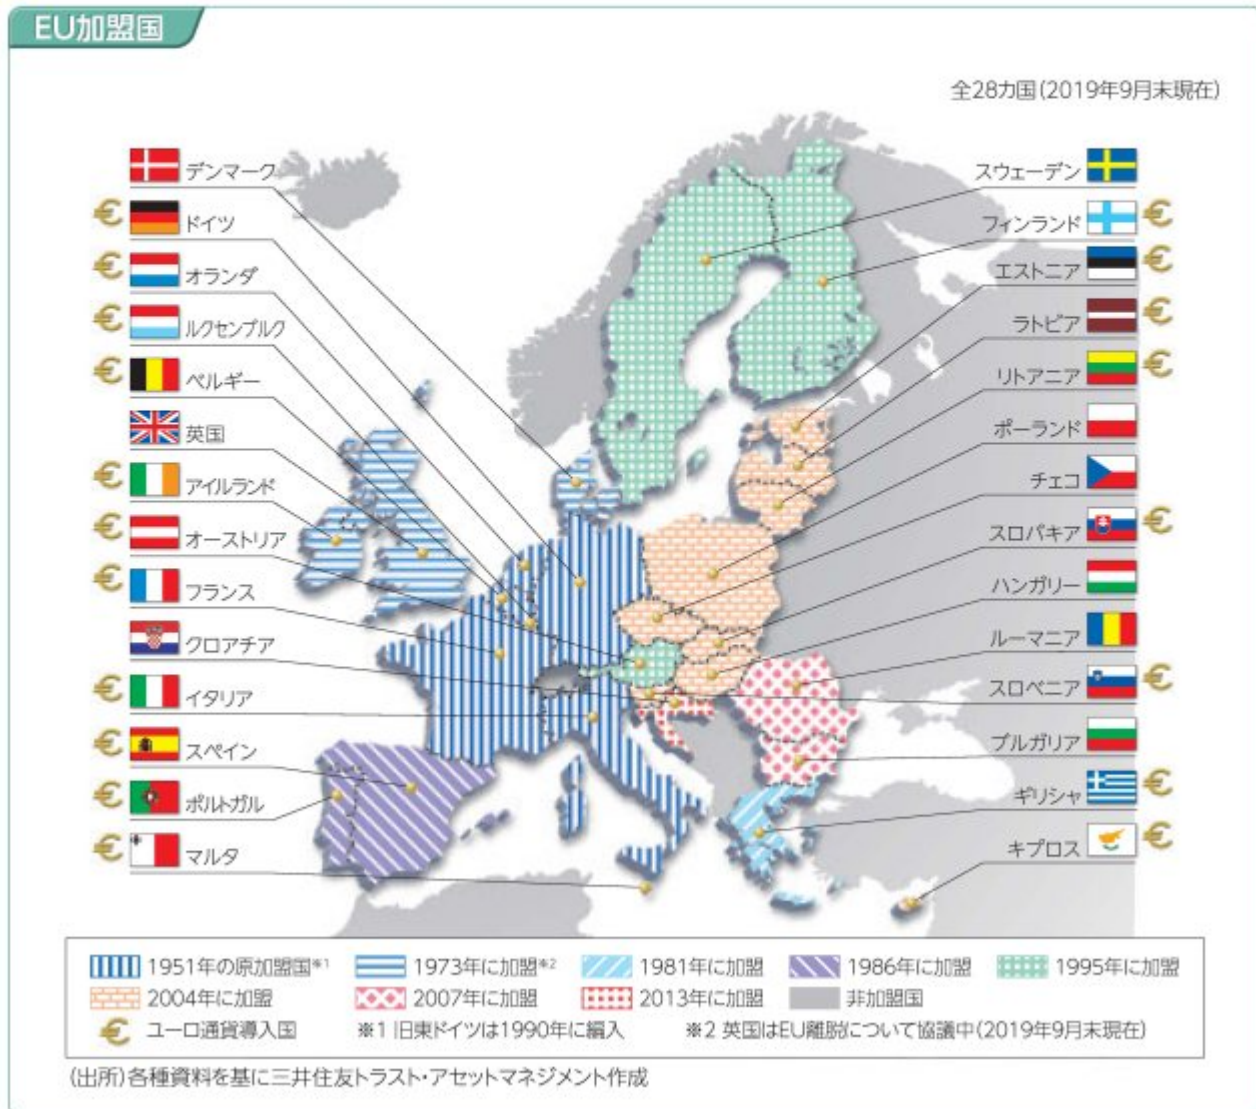 EU加盟国
全28カ国(2019年9月末現在)
デンマーク
ドイツ
オランダ
ルクセンブルク
ベルギー
英国
アイルランド
オーストリア
フランス
クロアチア
イタリア
スペイン
ポルトガル
マルタ
スウェーデン
フィンランド
エストニア
ラトビア
リトアニア
ポーランド
チェコ
スロバキア
ハンガリー
ルーマニア
スロベニア
ブルガリア
ギリシャ
キプロス
1951年の原加盟国※1 1973年に加盟※2 1981年に加盟 1986年に加盟 1995年に加盟
2004年に加盟 2007年に加盟 2013年に加盟 非加盟国
€ ユーロ通貨導入国 ※1 旧東ドイツは1990年に編入 ※2 英国はEU離脱について協議中(2019年9月末現在)
(出所)各種資料を基に三井住友トラスト・アセットマネジメント作成